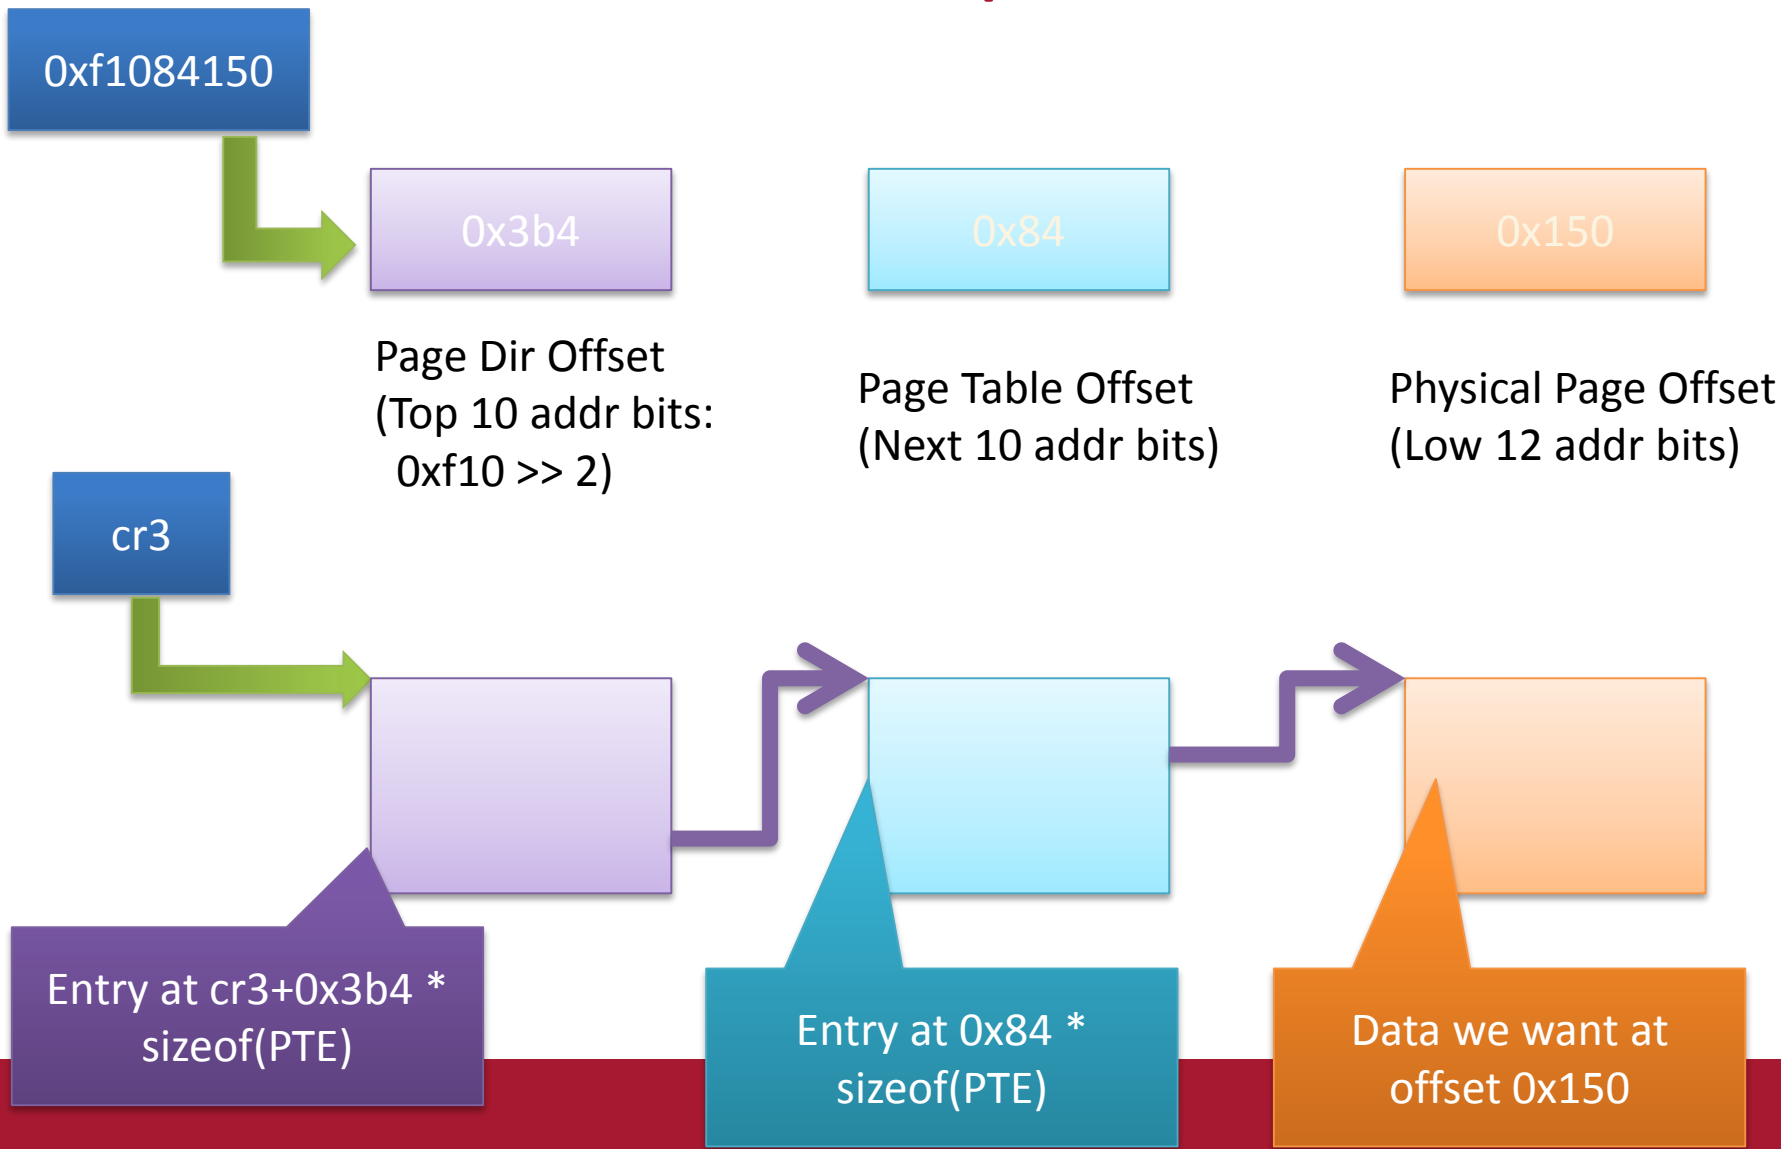 0xf1084150
0x3b4
0x84
0x150
Page Dir Offset
(Top 10 addr bits:
0xf10 >> 2)
Page Table Offset
(Next 10 addr bits)
Physical Page Offset
(Low 12 addr bits)
cr3
Entry at cr3+0x3b4 *
sizeof(PTE)
Entry at 0x84 *
sizeof(PTE)
Data we want at
offset 0x150